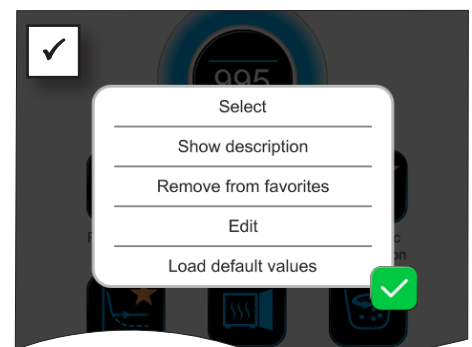 995
Select
Show description
Remove from favorites
Edit
Load default values